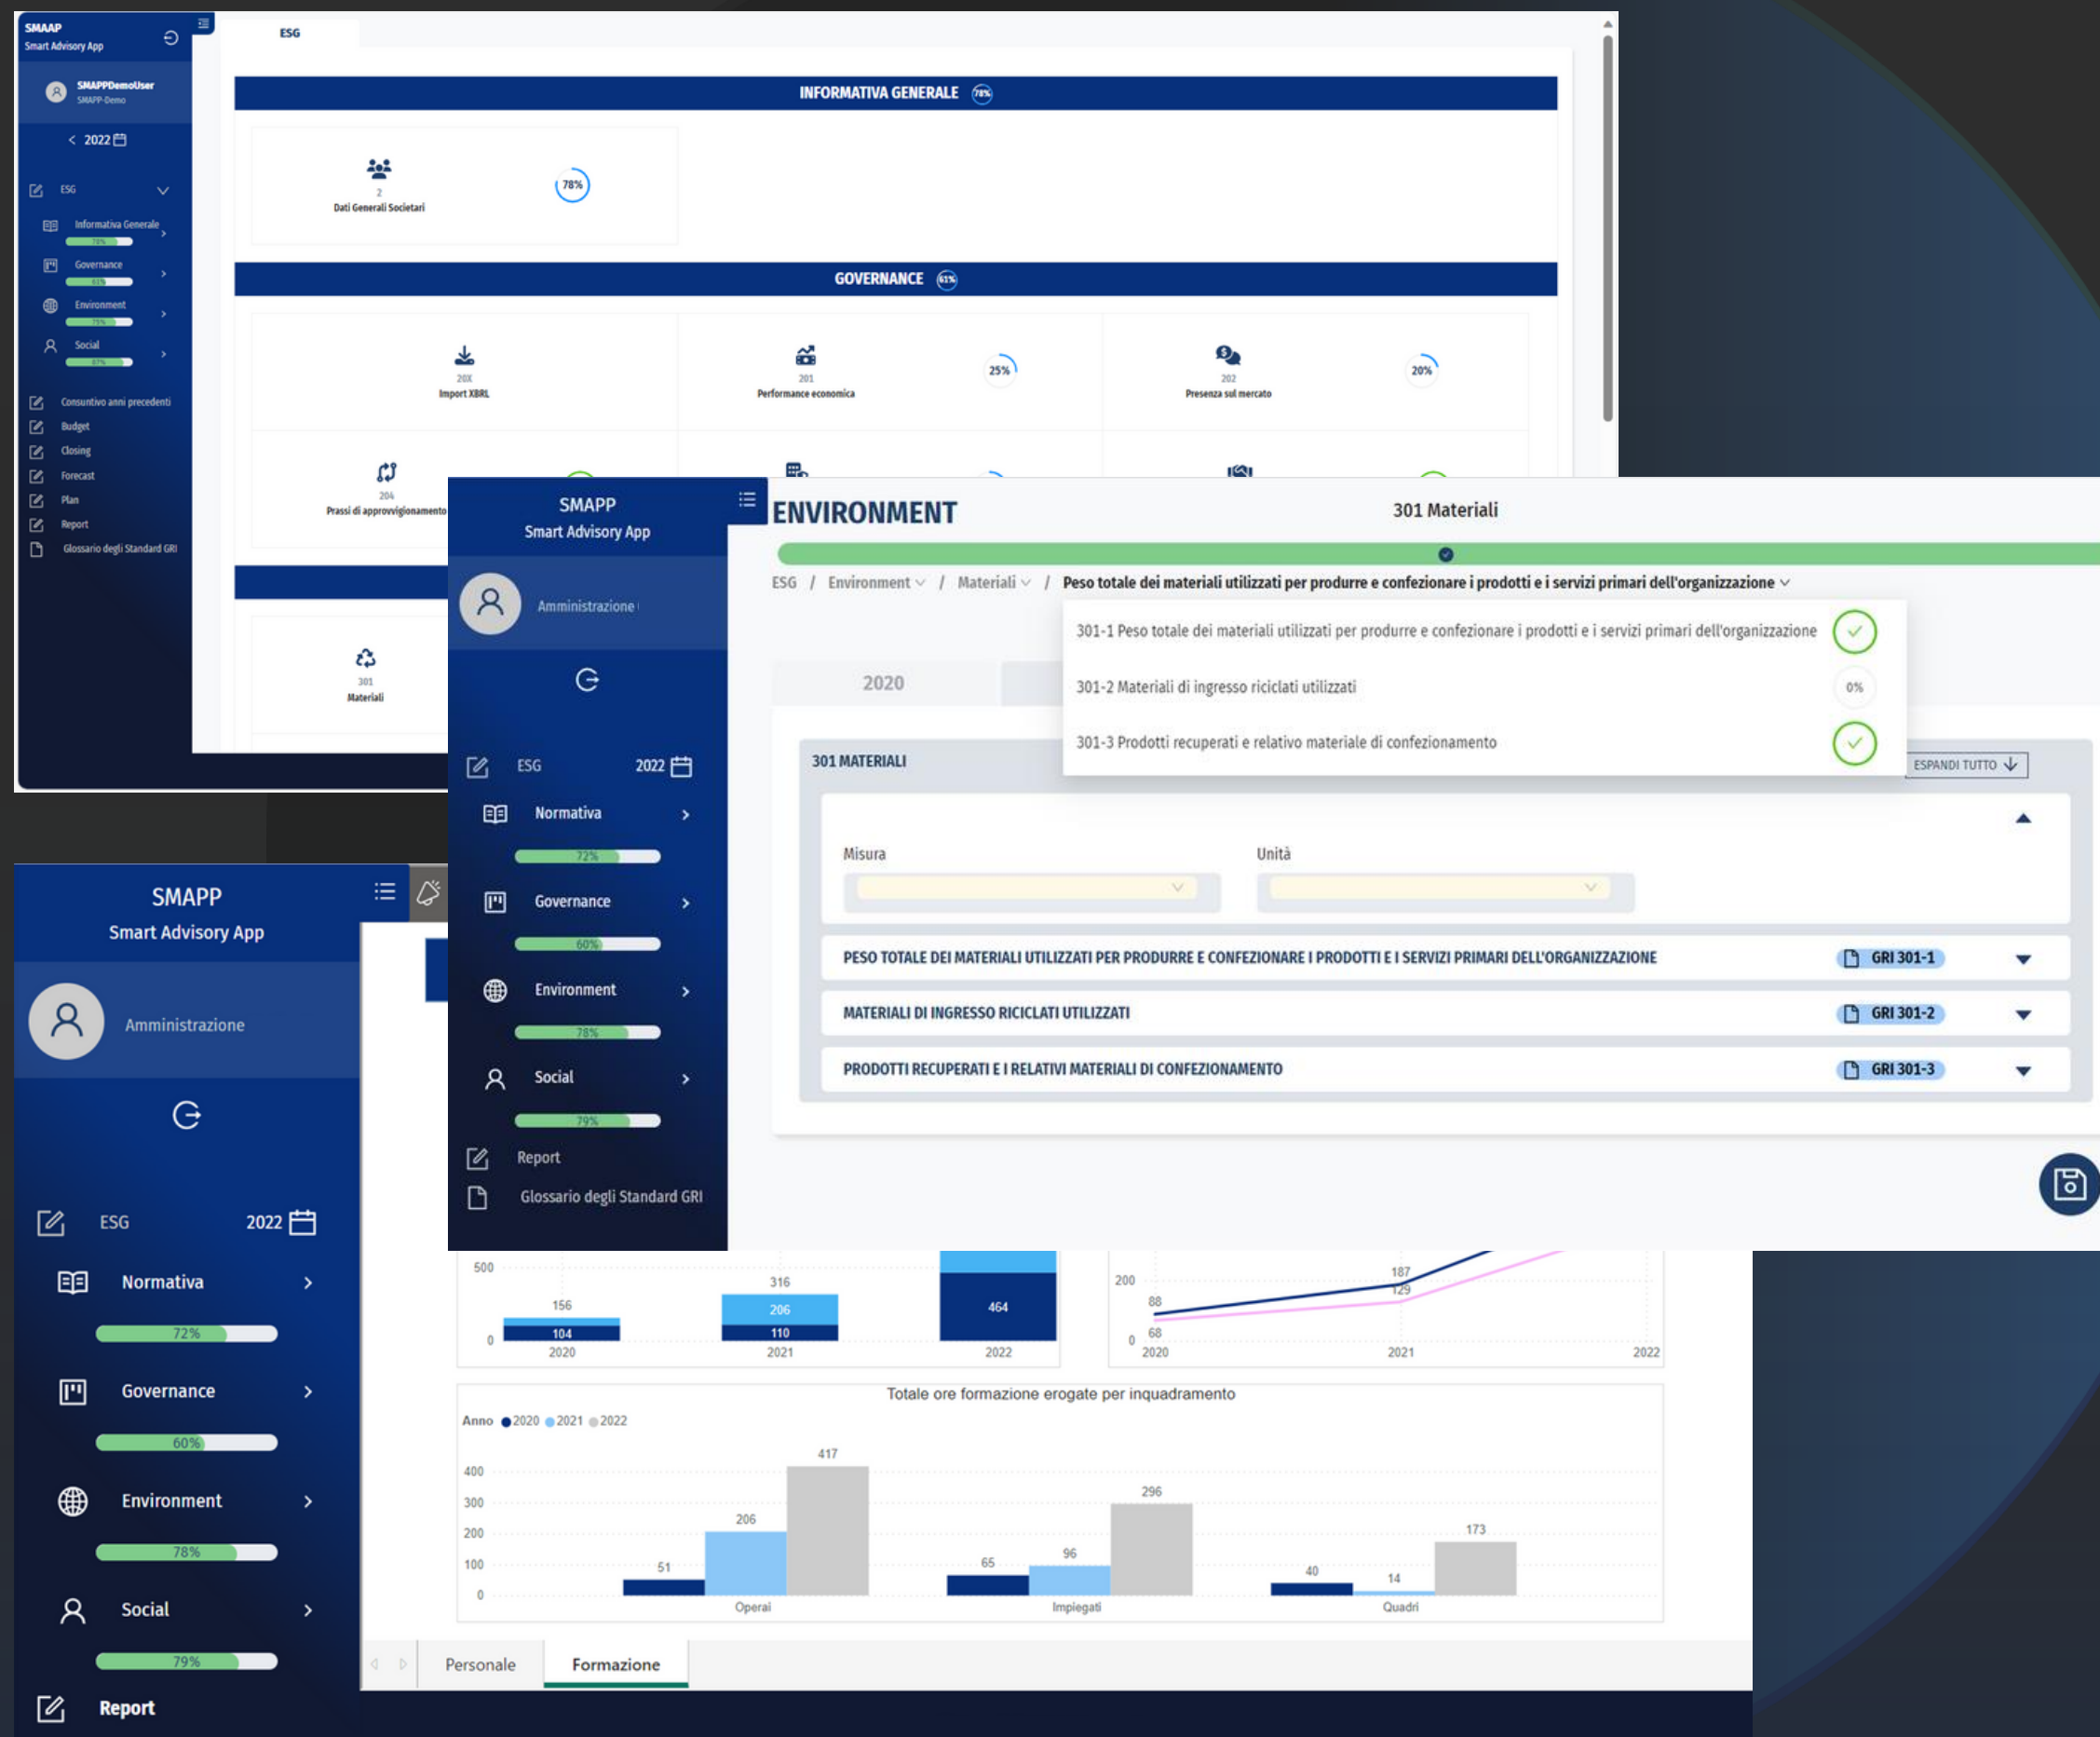 SMAAP
Smart Advisory App
SMAPPDemoUser
SMAPP-Demo
< 2022
ESG
Informativa Generale
78%
Governance
61%
Environment
75%
Social
87%
Consuntivo anni precedenti
Budget
Closing
Forecast
Plan
Report
Glossario degli Standard GRI
ESG
INFORMATIVA GENERALE 78%
2
Dati Generali Societari
78%
GOVERNANCE 61%
20X
Import XBRL
201
Performance economica
25%
202
Presenza sul mercato
20%
204
Prassi di approvvigionamento
301
Materiali
SMAPP
Smart Advisory App
Amministrazione
ESG 2022
Normativa
72%
Governance
60%
Environment
78%
Social
79%
Report
Glossario degli Standard GRI
ENVIRONMENT
301 Materiali
ESG / Environment / Materiali / Peso totale dei materiali utilizzati per produrre e confezionare i prodotti e i servizi primari dell'organizzazione
301-1 Peso totale dei materiali utilizzati per produrre e confezionare i prodotti e i servizi primari dell'organizzazione
301-2 Materiali di ingresso riciclati utilizzati 0%
301-3 Prodotti recuperati e relativo materiale di confezionamento
2020
301 MATERIALI
ESPANDI TUTTO
Misura Unità
PESO TOTALE DEI MATERIALI UTILIZZATI PER PRODURRE E CONFEZIONARE I PRODOTTI E I SERVIZI PRIMARI DELL'ORGANIZZAZIONE GRI 301-1
MATERIALI DI INGRESSO RICICLATI UTILIZZATI GRI 301-2
PRODOTTI RECUPERATI E I RELATIVI MATERIALI DI CONFEZIONAMENTO GRI 301-3
SMAPP
Smart Advisory App
Amministrazione
ESG 2022
Normativa
72%
Governance
60%
Environment
78%
Social
79%
Report
500
0
156
104
316
206
110
464
2020 2021 2022
200
0
88
68
187
129
2020 2021 2022
Totale ore formazione erogate per inquadramento
Anno 2020 2021 2022
400
300
200
100
0
51 206 417
65 96 296
40 14 173
Operai Impiegati Quadri
Personale Formazione